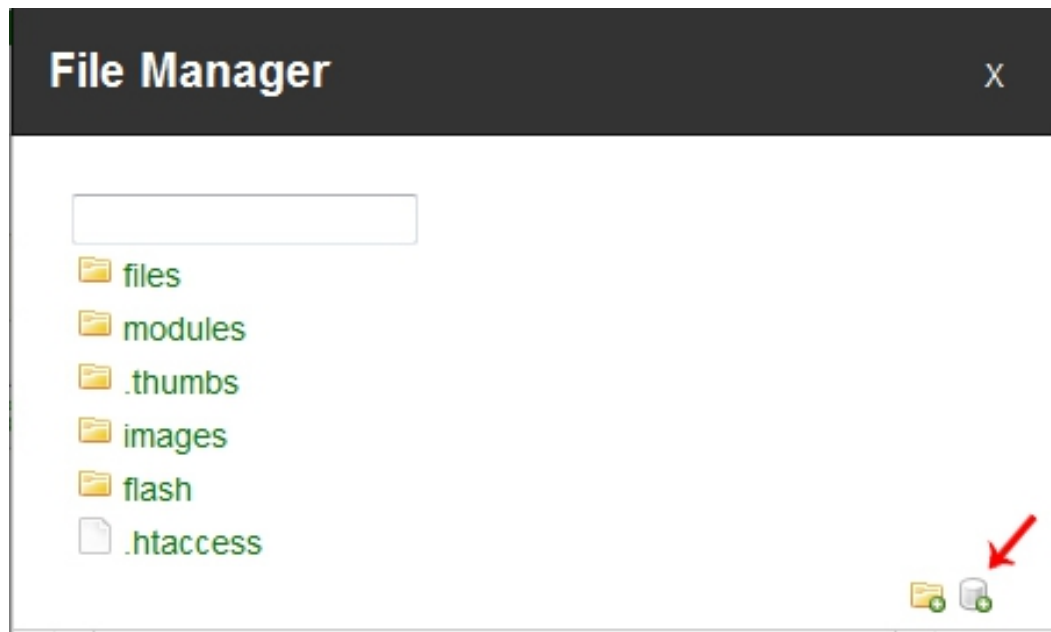 File Manager
X
files
modules
.thumbs
images
flash
.htaccess